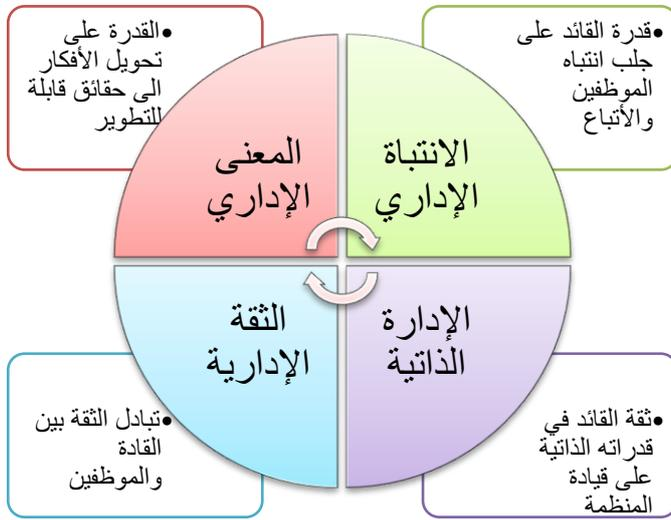 •قدرة القائد على
جلب انتباه
الموظفين
والأتباع
•القدرة على
تحويل الأفكار
الى حقائق قابلة
للتطوير
الانتباة
الإداري
المعنى
الإداري
الإدارة
الذاتية
الثقة
الإدارية
•ثقة القائد في
قدراته الذاتية
على قيادة
المنظمة
•تبادل الثقة بين
القادة
والموظفين